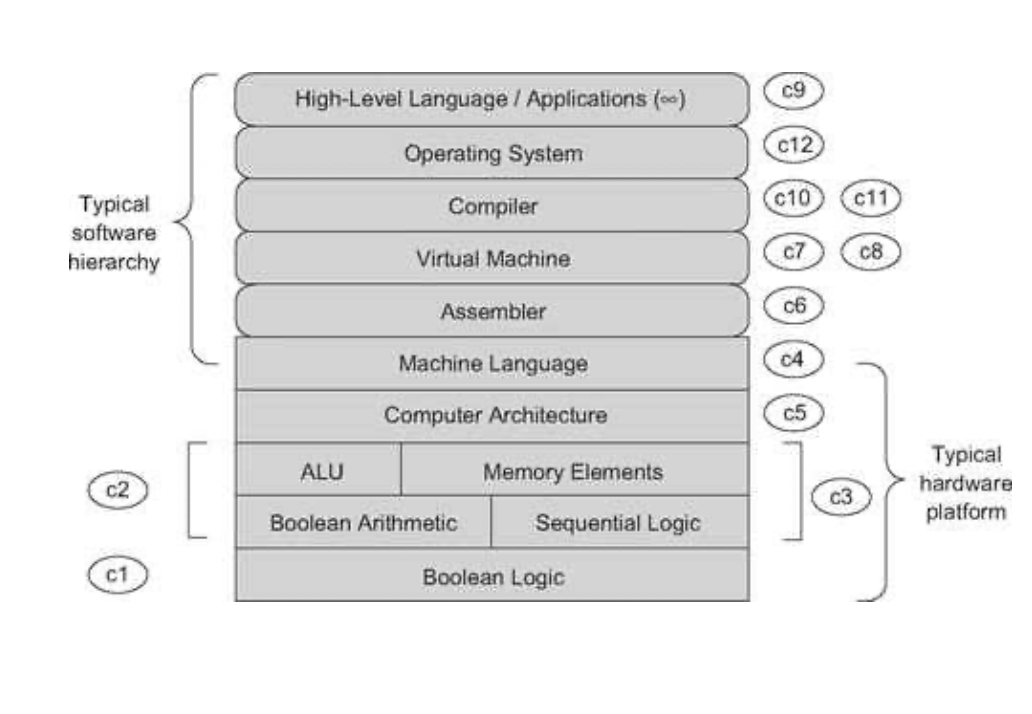 High-Level Language / Applications (∞)
c9
Operating System
c12
Compiler
c10
c11
Typical
software
hierarchy
Virtual Machine
c7
c8
Assembler
c6
Machine Language
c4
Computer Architecture
c5
ALU
Memory Elements
c2
c3
Typical
hardware
platform
Boolean Arithmetic
Sequential Logic
c1
Boolean Logic